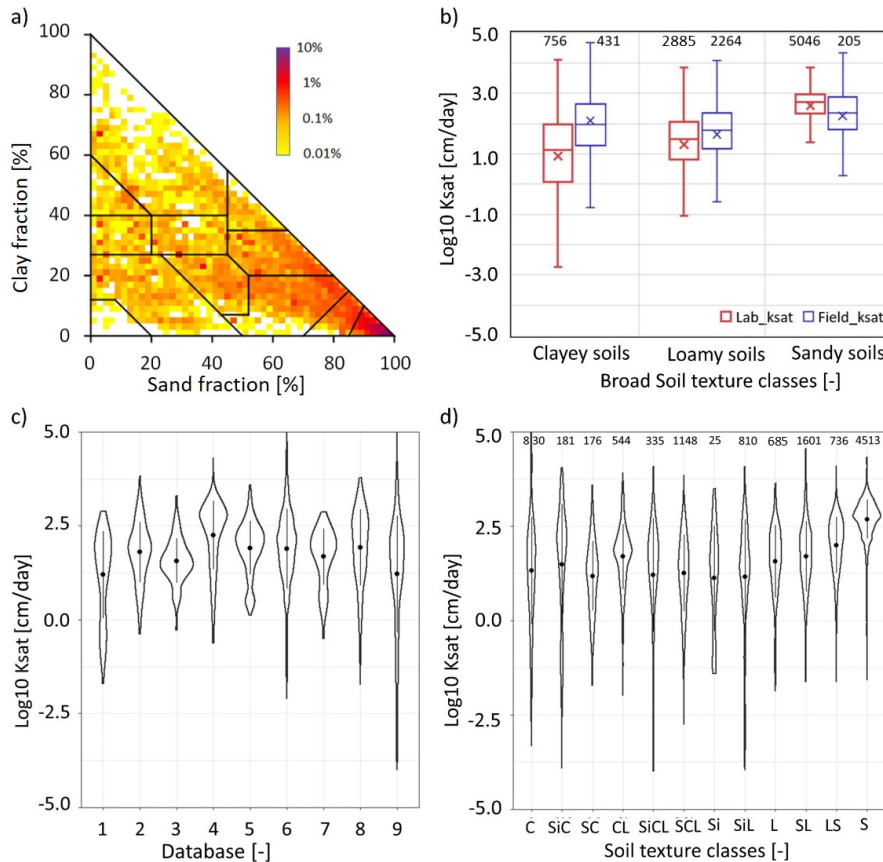 a)
100
80
60
40
20
0
Clay fraction [%]
0 20 40 60 80 100
Sand fraction [%]
10%
1%
0.1%
0.01%
b)
5.0
3.0
1.0
-1.0
-3.0
-5.0
Log10 Ksat [cm/day]
756 431 2885 2264 5046 205
Lab_ksat Field_ksat
Clayey soils Loamy soils Sandy soils
Broad Soil texture classes [-]
c)
5.0
2.5
0.0
-2.5
-5.0
Log10 Ksat [cm/day]
1 2 3 4 5 6 7 8 9
Database [-]
d)
5.0
2.5
0.0
-2.5
-5.0
Log10 Ksat [cm/day]
830 181 176 544 335 1148 25 810 685 1601 736 4513
C SiC SC CL SiCL SCL Si SiL L SL LS S
Soil texture classes [-]